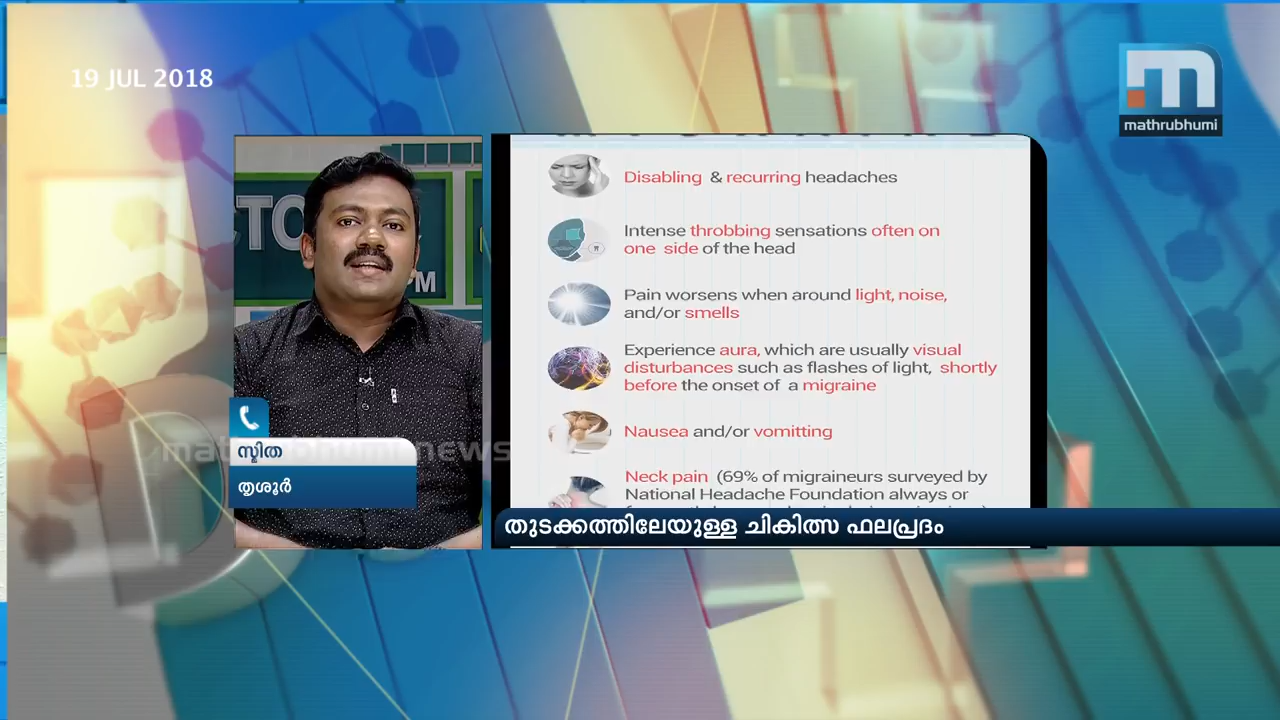 19 JUL 2018
mathrubhumi
Disabling & recurring headaches
Intense throbbing sensations often on
one side of the head
Pain worsens when around light, noise,
and/or smells
Experience aura, which are usually visual
disturbances such as flashes of light, shortly
before the onset of a migraine
Nausea and/or vomitting
Neck pain (69% of migraineurs surveyed by
National Headache Foundation always or
mathrubhumi news
സ്മിത
തൃശൂർ
തുടക്കത്തിലേയുള്ള ചികിത്സ ഫലപ്രദം